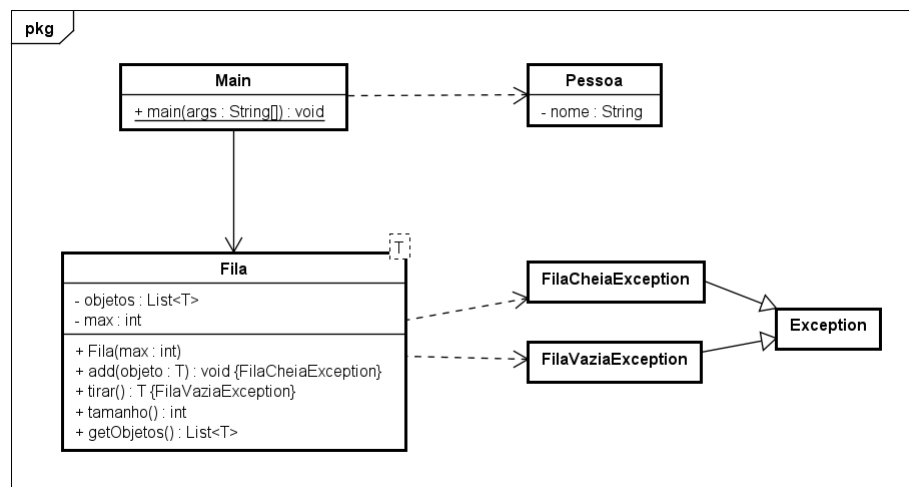 pkg
Main
+ main(args : String[]) : void
Pessoa
- nome : String
T
Fila
- objetos : List<T>
- max : int
+ Fila(max : int)
+ add(objeto : T) : void {FilaCheiaException}
+ tirar() : T {FilaVaziaException}
+ tamanho() : int
+ getObjetos() : List<T>
FilaCheiaException
FilaVaziaException
Exception